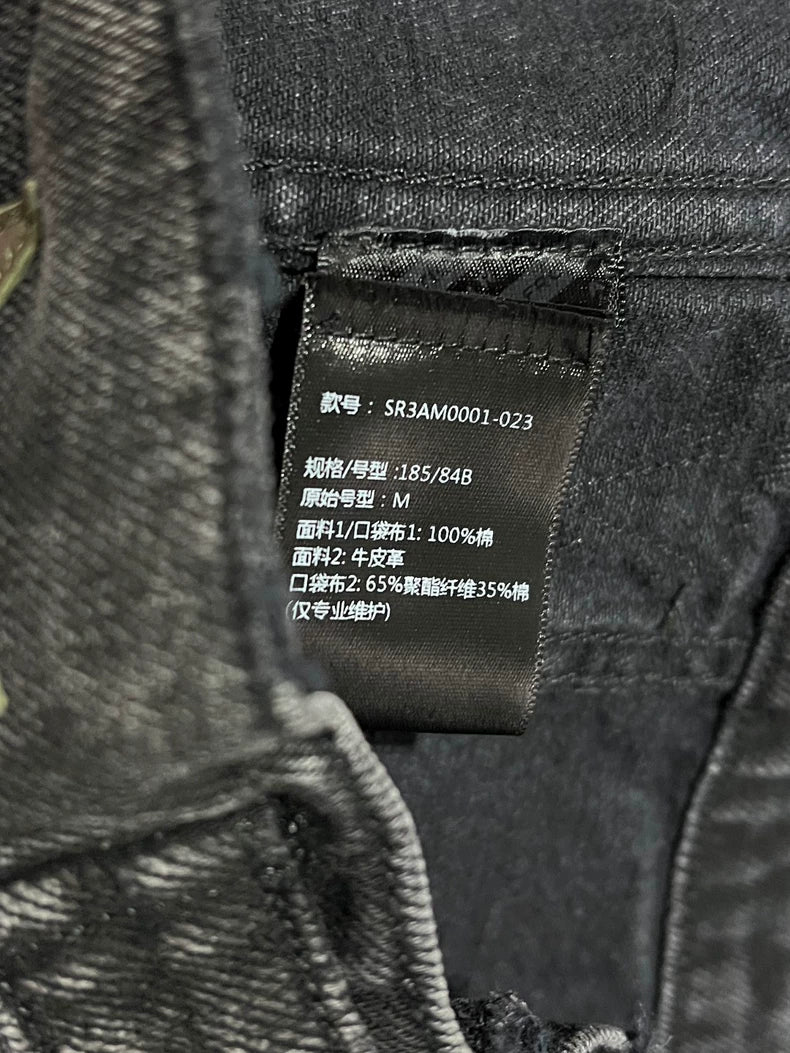 款号：SR3AM0001-023
规格/号型:185/84B
原始号型：M
面料1/口袋布1: 100%棉
面料2: 牛皮革
口袋布2: 65%聚酯纤维35%棉
(仅专业维护)